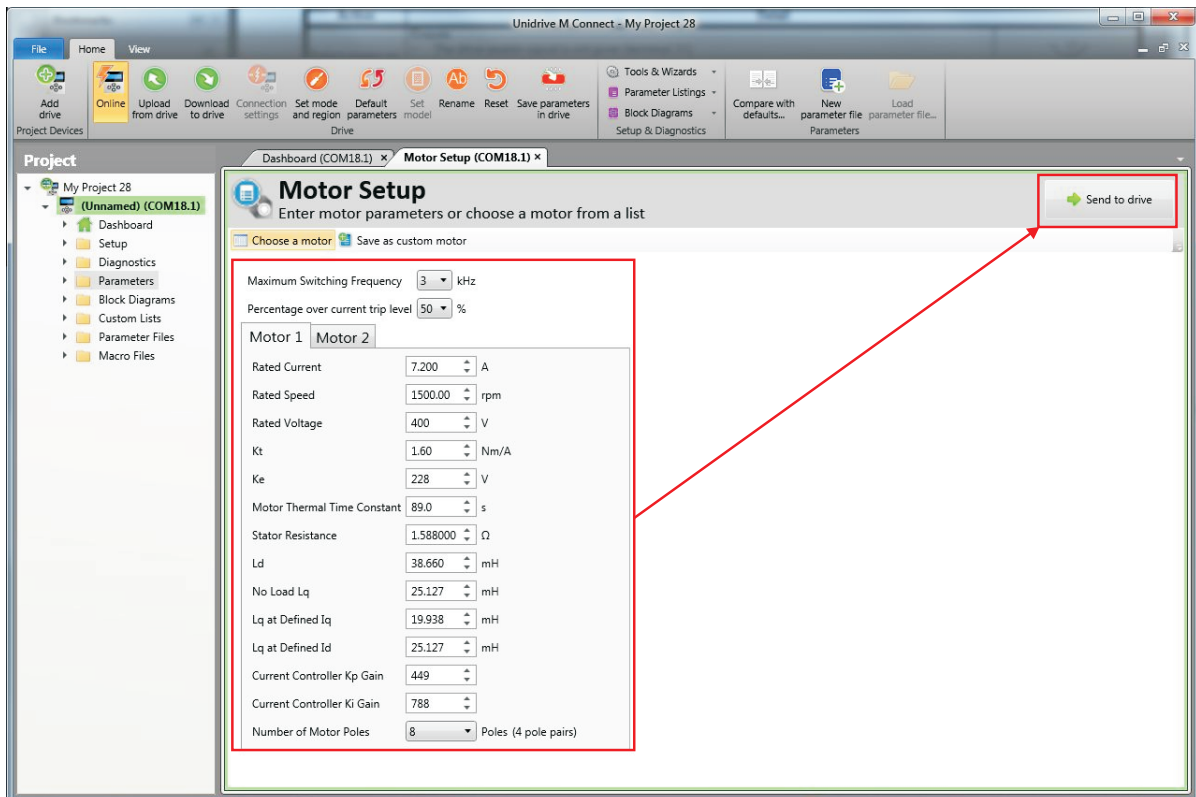 Unidrive M Connect - My Project 28
File Home View
Add drive
Online
Upload from drive
Download to drive
Connection settings
Set mode and region
Default parameters
Set model
Rename
Reset
Save parameters in drive
Tools & Wizards
Parameter Listings
Block Diagrams
Compare with defaults...
New parameter file
Load parameter file...
Project Devices
Drive
Setup & Diagnostics
Parameters
Project
My Project 28
(Unnamed) (COM18.1)
Dashboard
Setup
Diagnostics
Parameters
Block Diagrams
Custom Lists
Parameter Files
Macro Files
Dashboard (COM18.1) × Motor Setup (COM18.1) ×
Motor Setup
Enter motor parameters or choose a motor from a list
Send to drive
Choose a motor Save as custom motor
Maximum Switching Frequency 3 kHz
Percentage over current trip level 50 %
Motor 1 Motor 2
Rated Current 7.200 A
Rated Speed 1500.00 rpm
Rated Voltage 400 V
Kt 1.60 Nm/A
Ke 228 V
Motor Thermal Time Constant 89.0 s
Stator Resistance 1.588000 Ω
Ld 38.660 mH
No Load Lq 25.127 mH
Lq at Defined Iq 19.938 mH
Lq at Defined Id 25.127 mH
Current Controller Kp Gain 449
Current Controller Ki Gain 788
Number of Motor Poles 8 Poles (4 pole pairs)